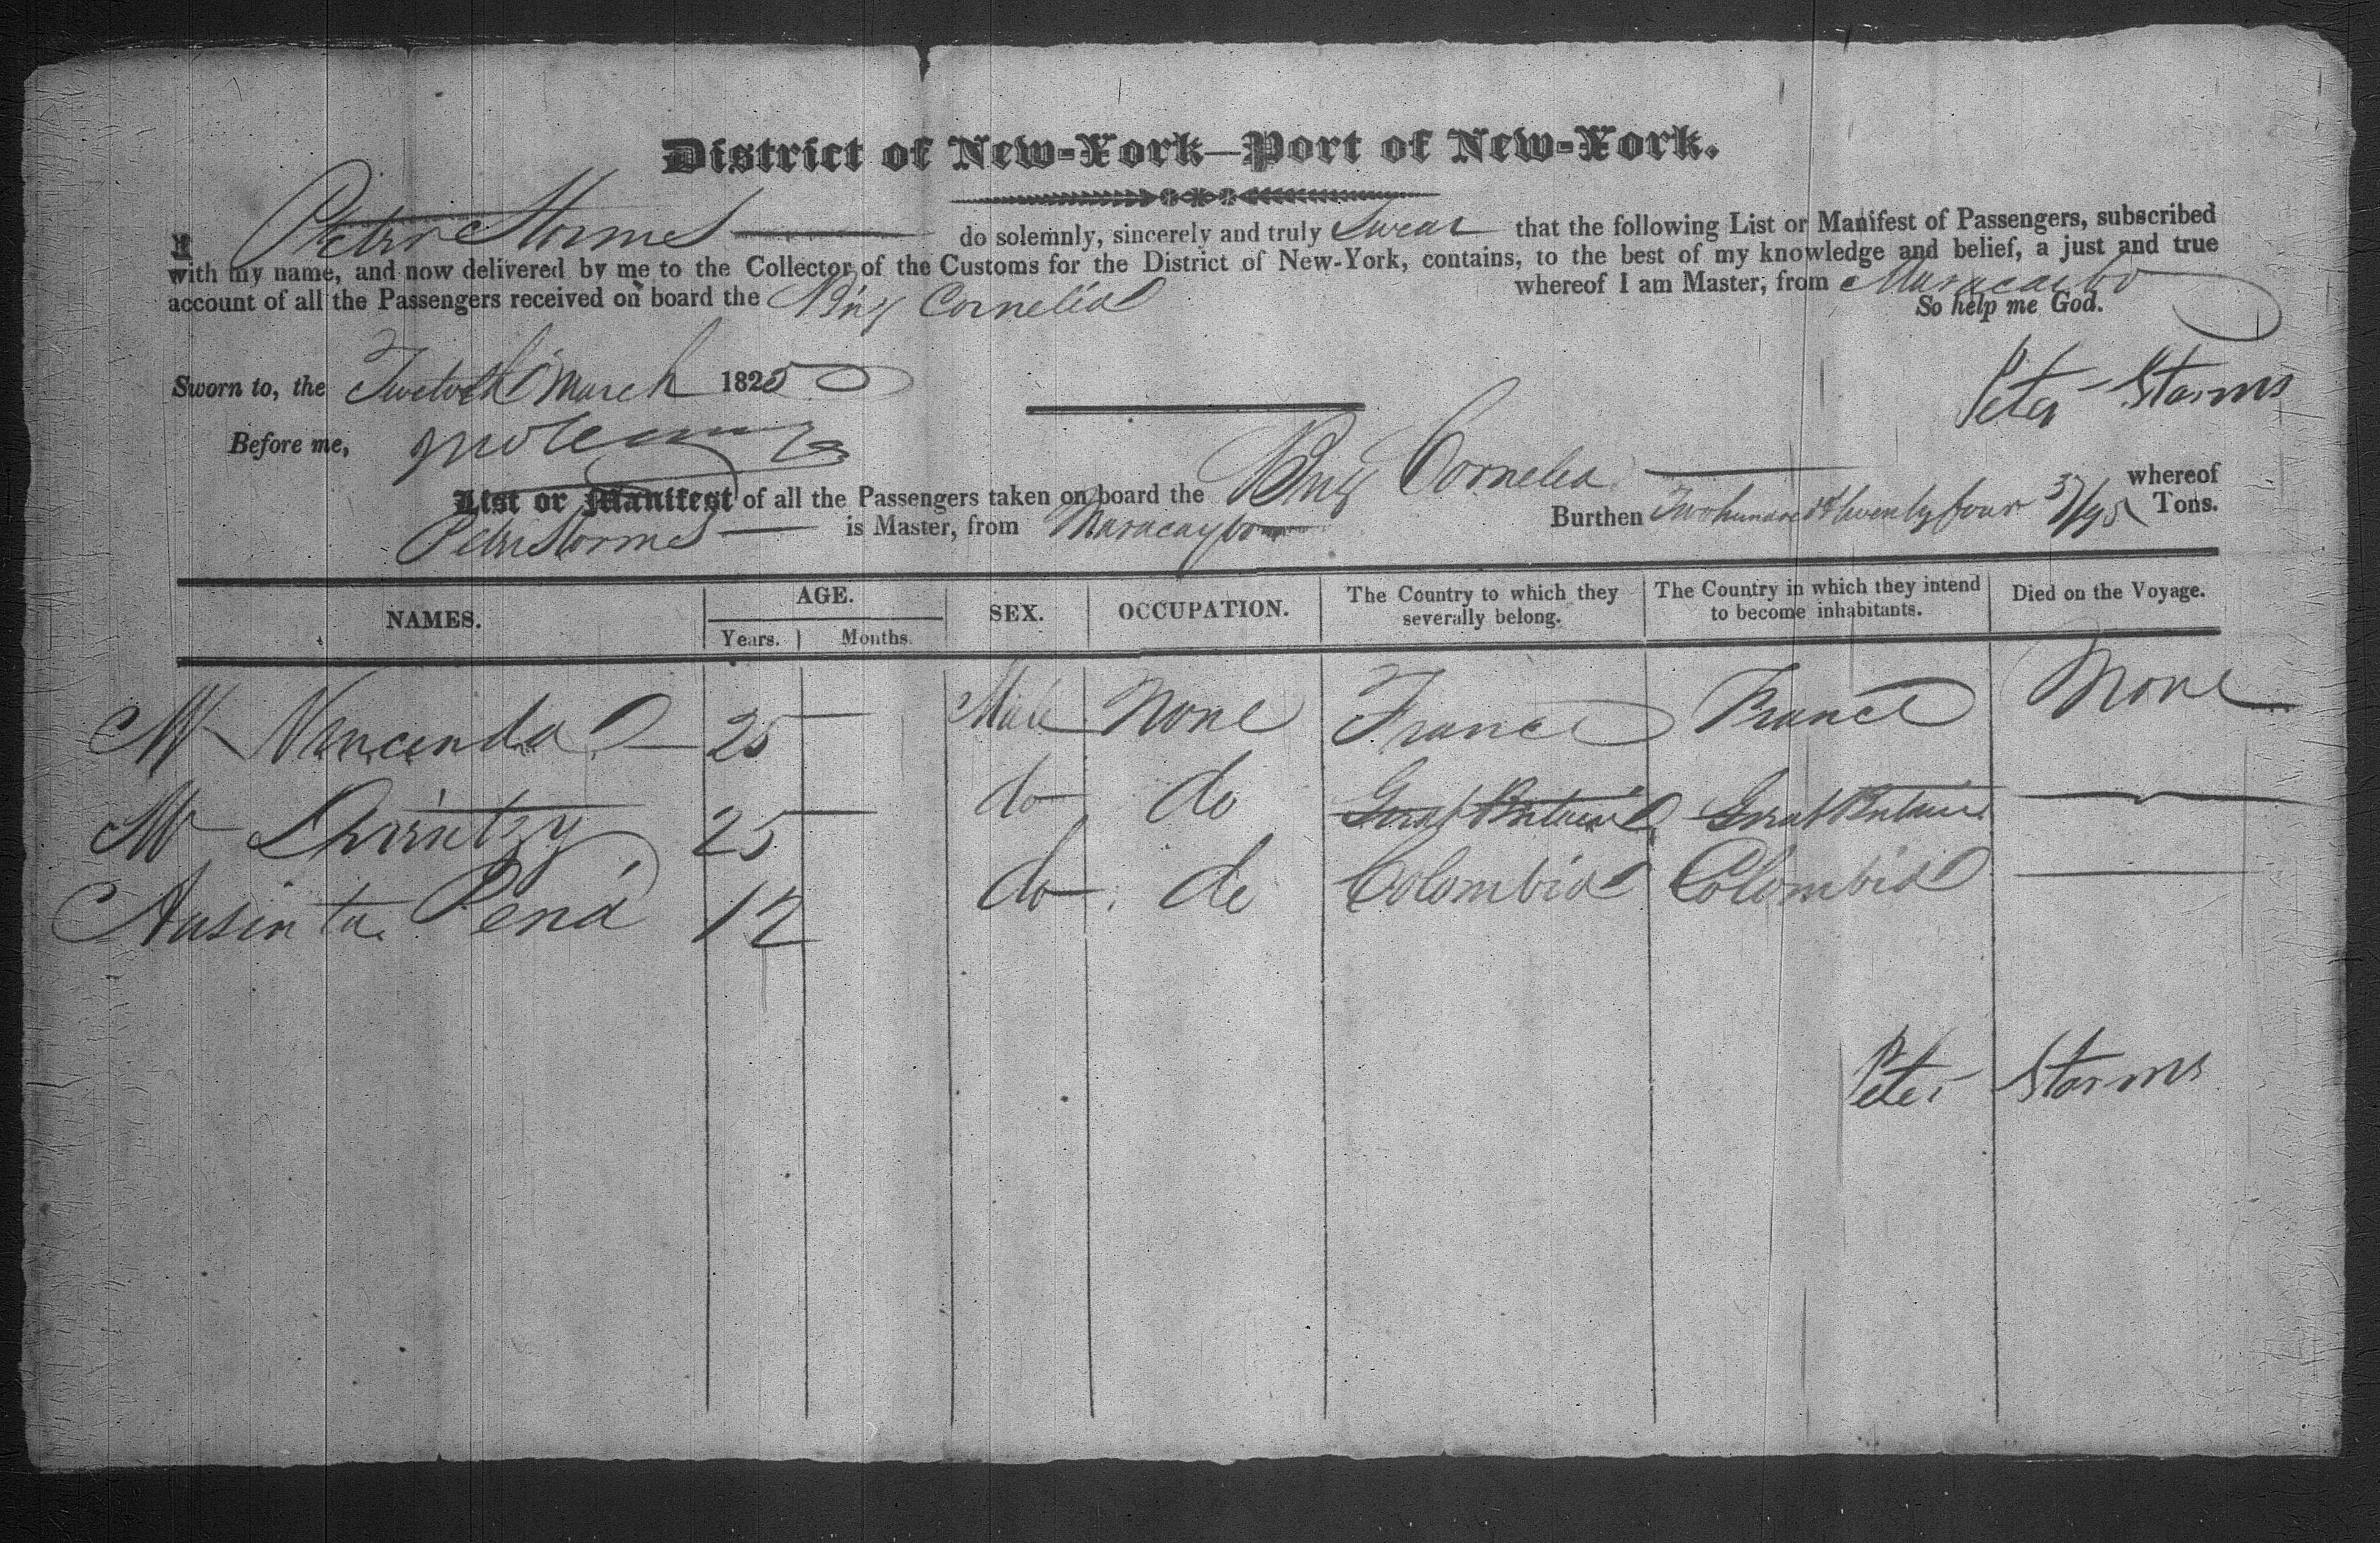 District of New-York—Port of New-York.
I Peter Storms do solemnly, sincerely and truly Swear that the following List or Manifest of Passengers, subscribed
with my name, and now delivered by me to the Collector of the Customs for the District of New-York, contains, to the best of my knowledge and belief, a just and true
account of all the Passengers received on board the Brig Cornelia whereof I am Master, from Maracaibo
So help me God.
Sworn to, the Twelvth March 1825
Peter Storms
Before me,
List or Manifest of all the Passengers taken on board the Brig Cornelia whereof
Peter Storms is Master, from Maracaybo Burthen Two hundred & twenty four 37/95 Tons.
NAMES. AGE. Years. Months. SEX. OCCUPATION. The Country to which they severally belong. The Country in which they intend to become inhabitants. Died on the Voyage.
Mr 25 Male None France France None
Mr 25 do do Great Britain Great Britain
Pena 12 do do Colombia Colombia
Peter Storms